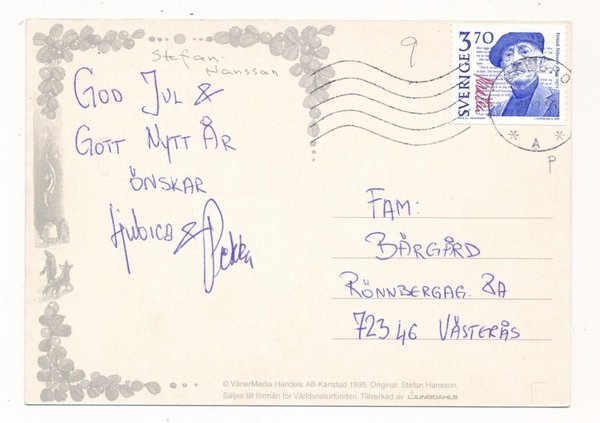 Stefan
Hansson
GOD JUL &
GOTT NYTT ÅR
ÖNSKAR
Ljubica & Pekka
9
SVERIGE 3 70
A
P
FAM:
BÄRGÅRD
RÖNNBERGAG. 8A
723 46 VÄSTERÅS
© VänerMedia Handels AB Karlstad 1995. Original: Stefan Hansson.
Säljes till förmån för Världsnaturfonden. Tillverkad av LJUNGDAHLS